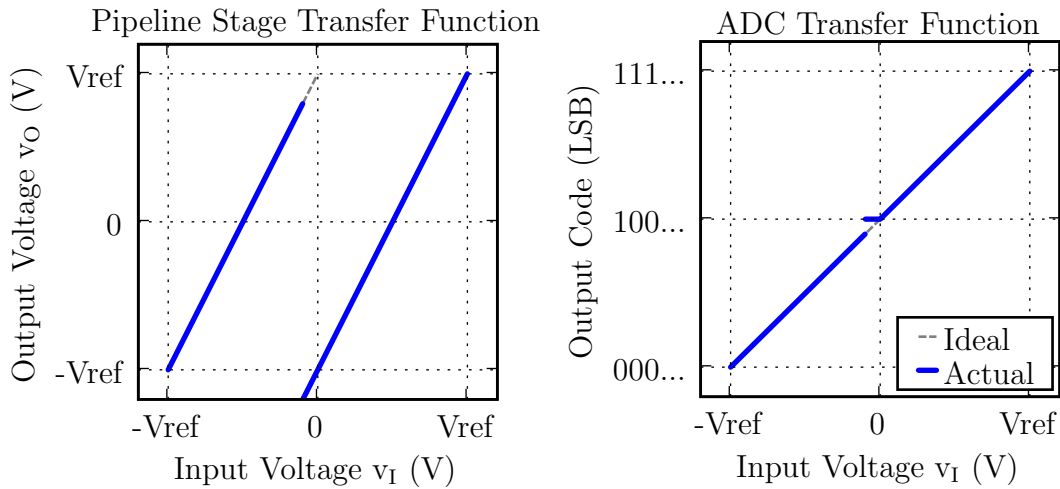 Pipeline Stage Transfer Function
Output Voltage vO (V)
Vref
0
-Vref
-Vref 0 Vref
Input Voltage vI (V)
ADC Transfer Function
Output Code (LSB)
111...
100...
000...
Ideal
Actual
-Vref 0 Vref
Input Voltage vI (V)